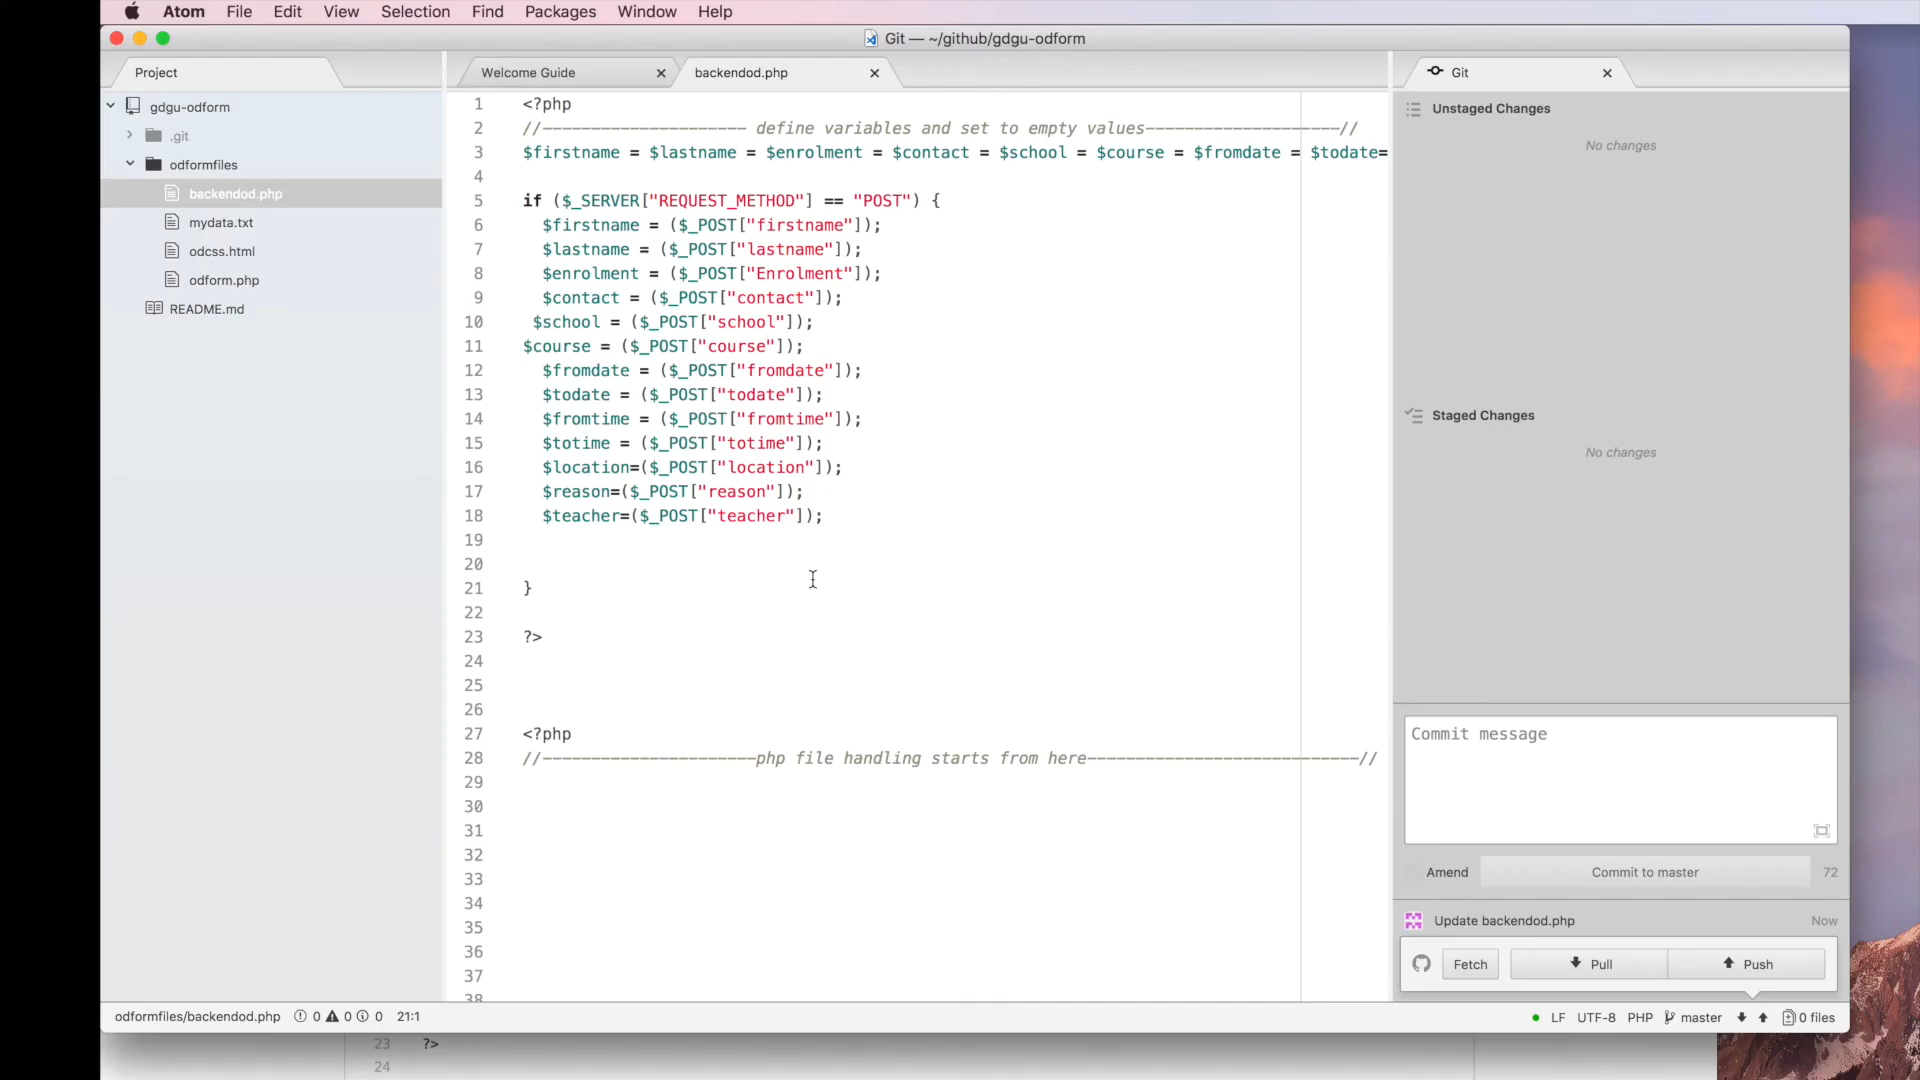 Atom File Edit View Selection Find Packages Window Help
Git — ~/github/gdgu-odform
Project
Welcome Guide
backendod.php
Git
gdgu-odform
.git
odformfiles
backendod.php
mydata.txt
odcss.html
odform.php
README.md
1 <?php
2 //--------------------- define variables and set to empty values--------------------//
3 $firstname = $lastname = $enrolment = $contact = $school = $course = $fromdate = $todate=
4
5 if ($_SERVER["REQUEST_METHOD"] == "POST") {
6 $firstname = ($_POST["firstname"]);
7 $lastname = ($_POST["lastname"]);
8 $enrolment = ($_POST["Enrolment"]);
9 $contact = ($_POST["contact"]);
10 $school = ($_POST["school"]);
11 $course = ($_POST["course"]);
12 $fromdate = ($_POST["fromdate"]);
13 $todate = ($_POST["todate"]);
14 $fromtime = ($_POST["fromtime"]);
15 $totime = ($_POST["totime"]);
16 $location=($_POST["location"]);
17 $reason=($_POST["reason"]);
18 $teacher=($_POST["teacher"]);
19
20
21 }
22
23 ?>
24
25
26
27 <?php
28 //----------------------php file handling starts from here----------------------------//
29
30
31
32
33
34
35
36
37
38
Unstaged Changes
No changes
Staged Changes
No changes
Commit message
Amend
Commit to master
72
Update backendod.php
Now
Fetch
Pull
Push
odformfiles/backendod.php 0 0 0 21:1
LF UTF-8 PHP master 0 files
23 ?>
24